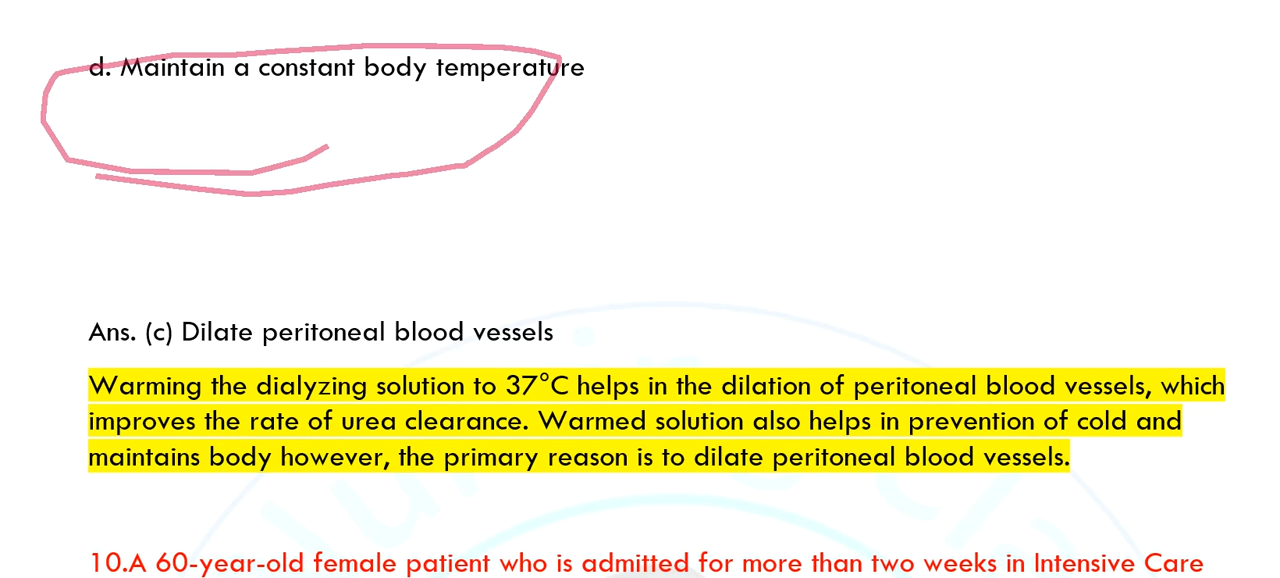 d. Maintain a constant body temperature
Ans. (c) Dilate peritoneal blood vessels
Warming the dialyzing solution to 37°C helps in the dilation of peritoneal blood vessels, which
improves the rate of urea clearance. Warmed solution also helps in prevention of cold and
maintains body however, the primary reason is to dilate peritoneal blood vessels.
10.A 60-year-old female patient who is admitted for more than two weeks in Intensive Care